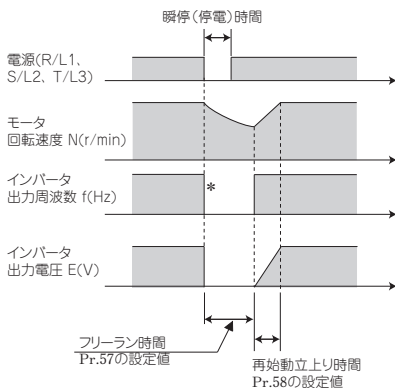 瞬停(停電)時間
電源(R/L1、
S/L2、T/L3)
モータ
回転速度 N(r/min)
インバータ
出力周波数 f(Hz)
*
インバータ
出力電圧 E(V)
フリーラン時間
Pr.57の設定値
再始動立上り時間
Pr.58の設定値